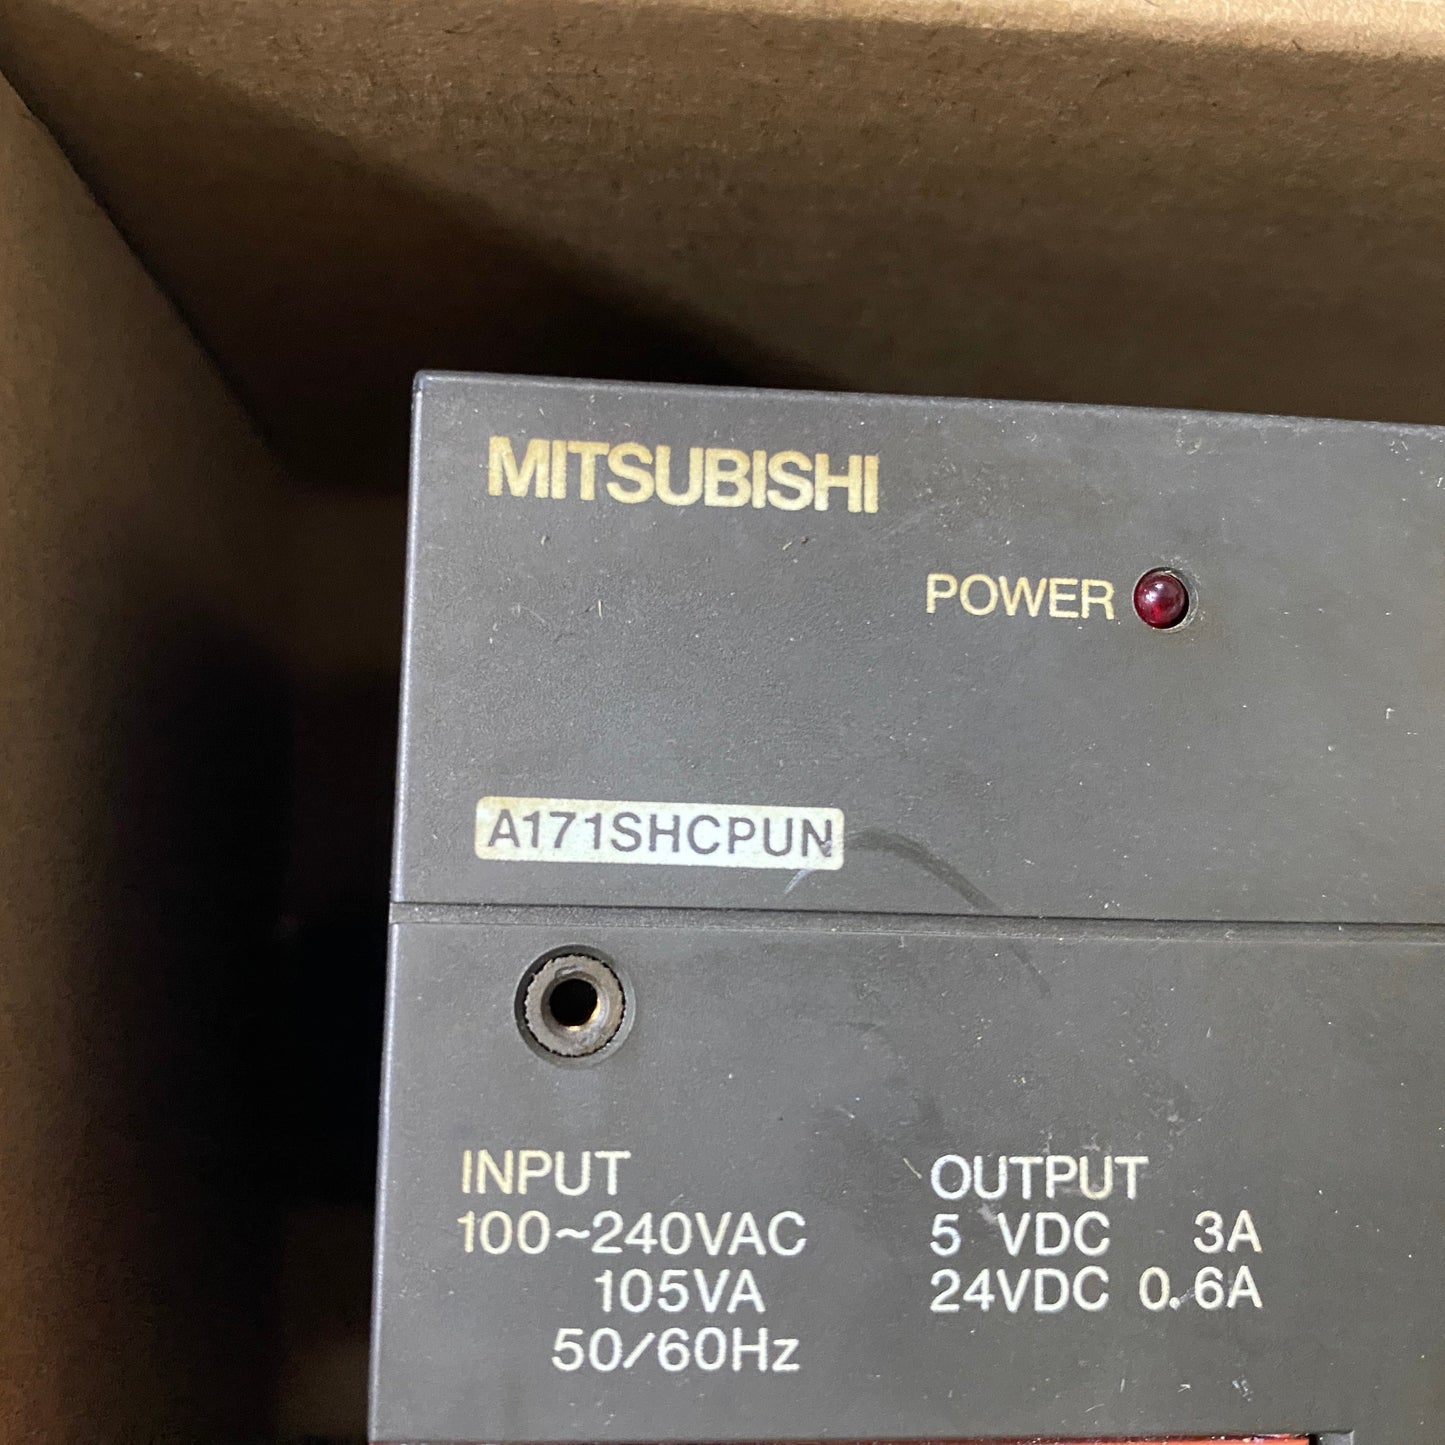 MITSUBISHI
POWER
A171SHCPUN
INPUT
100~240VAC
105VA
50/60Hz
OUTPUT
5 VDC 3A
24VDC 0.6A